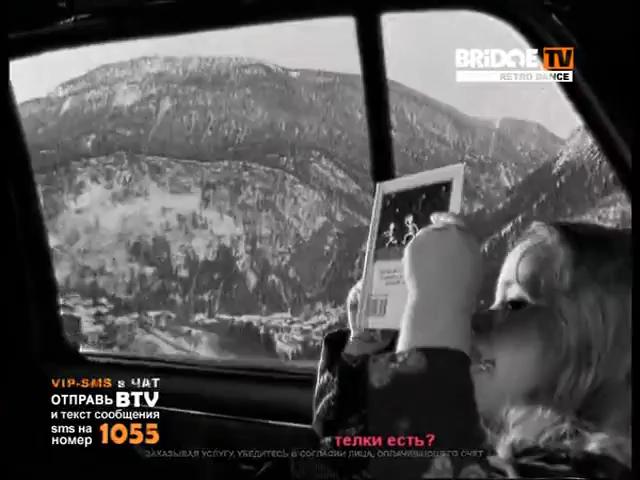 BRIDGE TV
RETRO DANCE
VIP-SMS в ЧАТ
ОТПРАВЬ BTV
и текст сообщения
sms на
номер 1055
телки есть?
ЗАКАЗЫВАЯ УСЛУГУ, УБЕДИТЕСЬ В СОГЛАСИИ ЛИЦА, ОПЛАЧИВАЮЩЕГО СЧЕТ